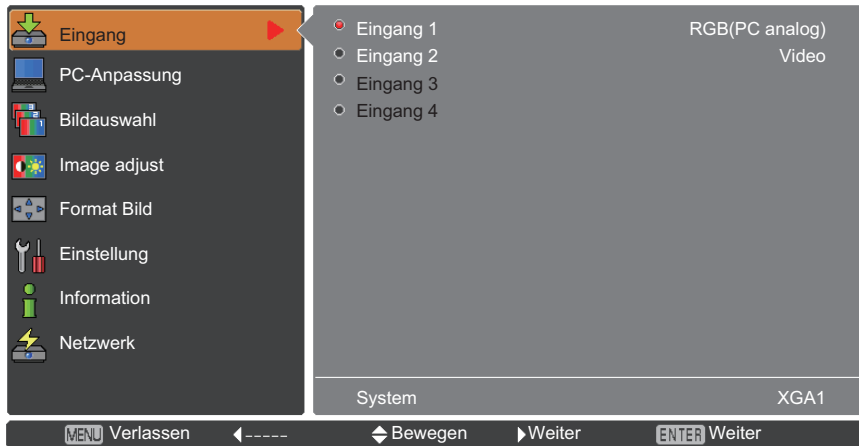 Eingang
PC-Anpassung
Bildauswahl
Image adjust
Format Bild
Einstellung
Information
Netzwerk
Eingang 1 RGB(PC analog)
Eingang 2 Video
Eingang 3
Eingang 4
System XGA1
MENU Verlassen ----- Bewegen Weiter ENTER Weiter